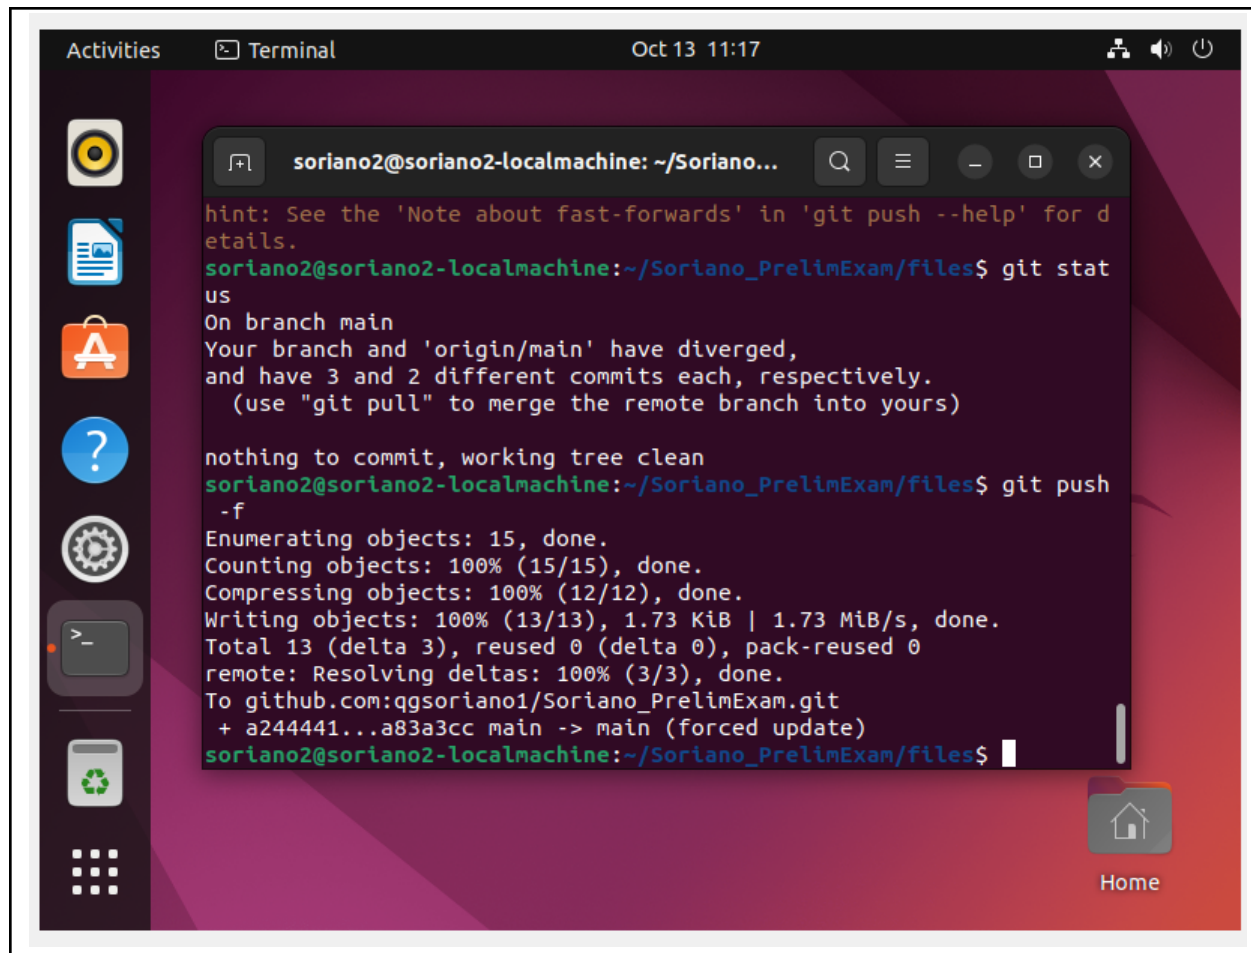 Activities Terminal Oct 13 11:17
soriano2@soriano2-localmachine: ~/Soriano...
hint: See the 'Note about fast-forwards' in 'git push --help' for d
etails.
soriano2@soriano2-localmachine:~/Soriano_PrelimExam/files$ git stat
us
On branch main
Your branch and 'origin/main' have diverged,
and have 3 and 2 different commits each, respectively.
  (use "git pull" to merge the remote branch into yours)

nothing to commit, working tree clean
soriano2@soriano2-localmachine:~/Soriano_PrelimExam/files$ git push
 -f
Enumerating objects: 15, done.
Counting objects: 100% (15/15), done.
Compressing objects: 100% (12/12), done.
Writing objects: 100% (13/13), 1.73 KiB | 1.73 MiB/s, done.
Total 13 (delta 3), reused 0 (delta 0), pack-reused 0
remote: Resolving deltas: 100% (3/3), done.
To github.com:qgsoriano1/Soriano_PrelimExam.git
 + a244441...a83a3cc main -> main (forced update)
soriano2@soriano2-localmachine:~/Soriano_PrelimExam/files$
Home